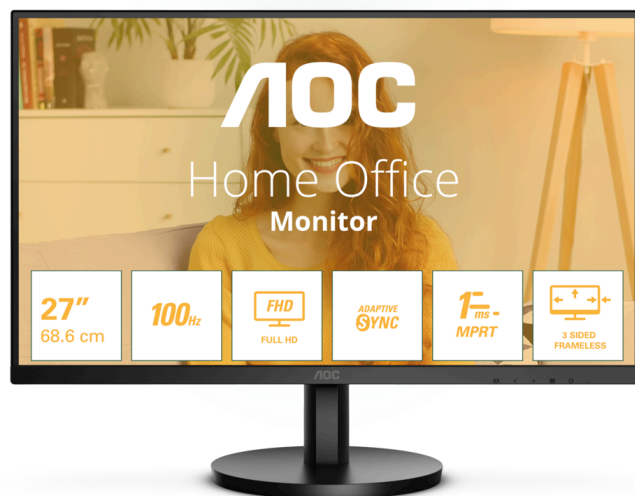 AOC
Home Office
Monitor
27"
68.6 cm
100Hz
FHD
FULL HD
ADAPTIVE
SYNC
1ms
MPRT
3 SIDED
FRAMELESS
AOC